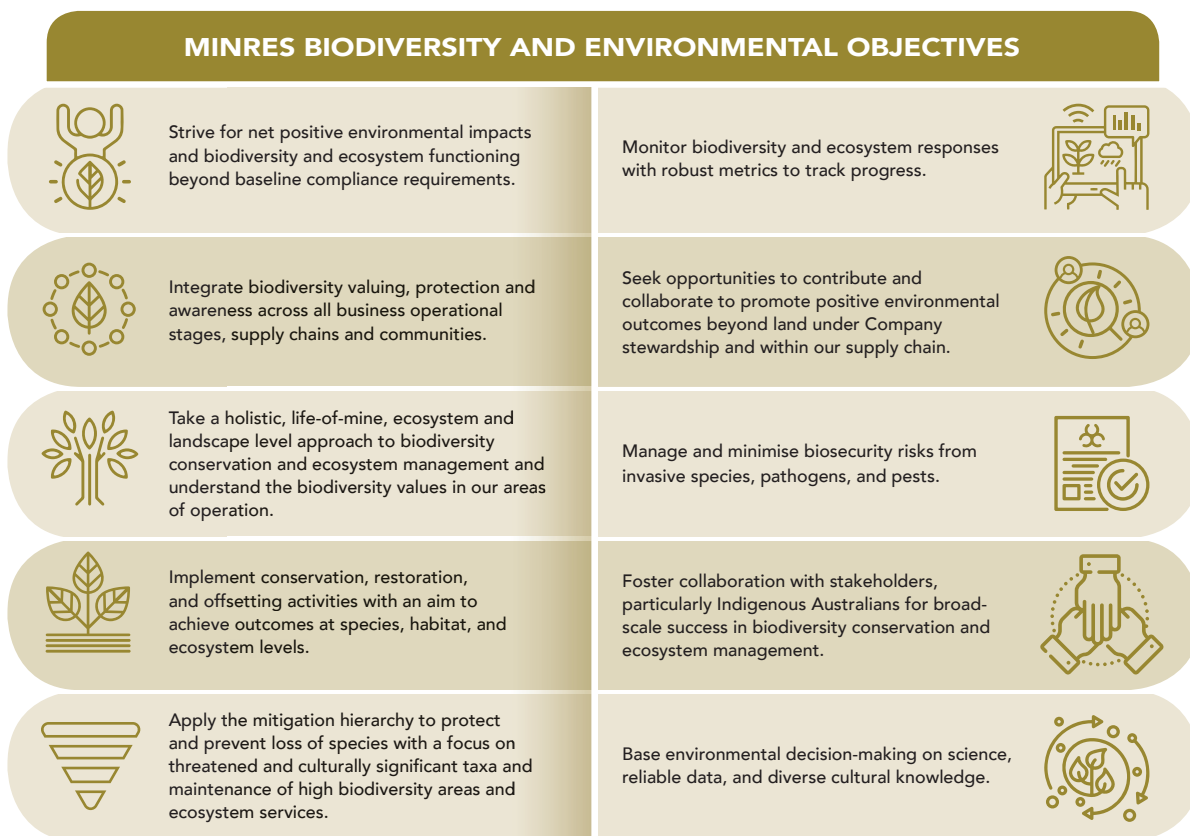 MINRES BIODIVERSITY AND ENVIRONMENTAL OBJECTIVES
Strive for net positive environmental impacts
and biodiversity and ecosystem functioning
beyond baseline compliance requirements.
Monitor biodiversity and ecosystem responses
with robust metrics to track progress.
Integrate biodiversity valuing, protection and
awareness across all business operational
stages, supply chains and communities.
Seek opportunities to contribute and
collaborate to promote positive environmental
outcomes beyond land under Company
stewardship and within our supply chain.
Take a holistic, life-of-mine, ecosystem and
landscape level approach to biodiversity
conservation and ecosystem management and
understand the biodiversity values in our areas
of operation.
Manage and minimise biosecurity risks from
invasive species, pathogens, and pests.
Implement conservation, restoration,
and offsetting activities with an aim to
achieve outcomes at species, habitat, and
ecosystem levels.
Foster collaboration with stakeholders,
particularly Indigenous Australians for broad-
scale success in biodiversity conservation and
ecosystem management.
Apply the mitigation hierarchy to protect
and prevent loss of species with a focus on
threatened and culturally significant taxa and
maintenance of high biodiversity areas and
ecosystem services.
Base environmental decision-making on science,
reliable data, and diverse cultural knowledge.